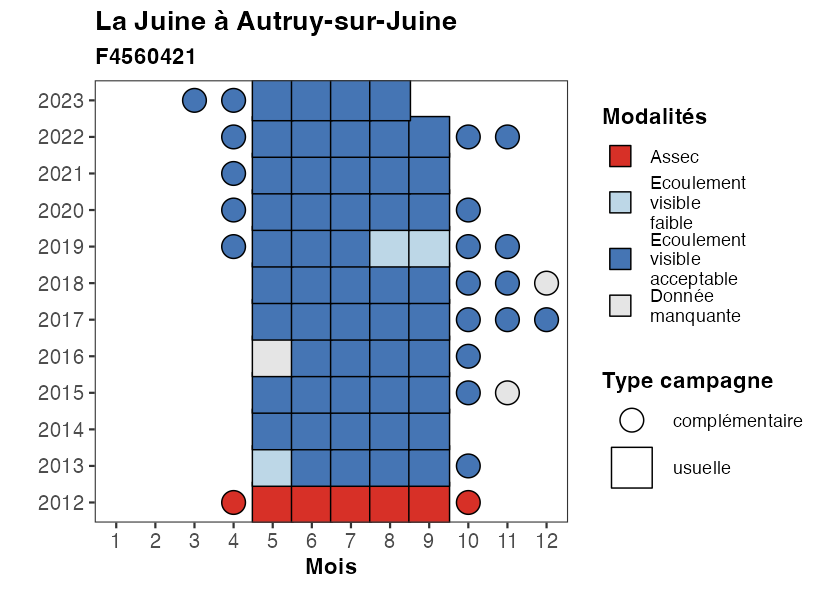 La Juine à Autruy-sur-Juine
F4560421
2023
2022
2021
2020
2019
2018
2017
2016
2015
2014
2013
2012
1 2 3 4 5 6 7 8 9 10 11 12
Mois
Modalités
Assec
Ecoulement
visible
faible
Ecoulement
visible
acceptable
Donnée
manquante
Type campagne
complémentaire
usuelle